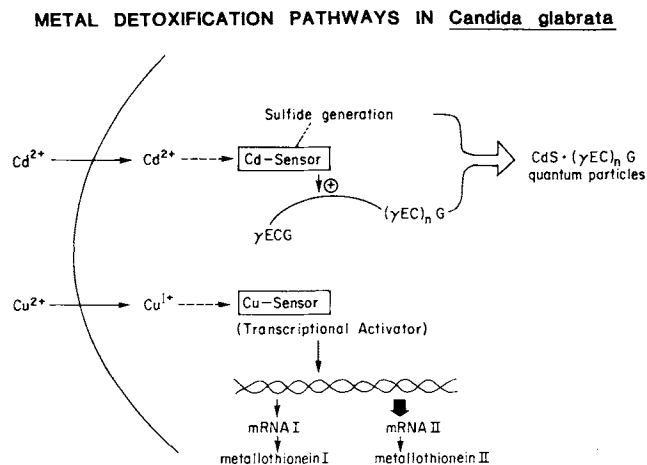 METAL DETOXIFICATION PATHWAYS IN Candida glabrata
Sulfide generation
Cd2+
Cd2+
Cd-Sensor
CdS·(γEC)n G
quantum particles
⊕
(γEC)n G
γECG
Cu2+
Cu1+
Cu-Sensor
(Transcriptional Activator)
mRNA I
mRNA II
metallothionein I
metallothionein II